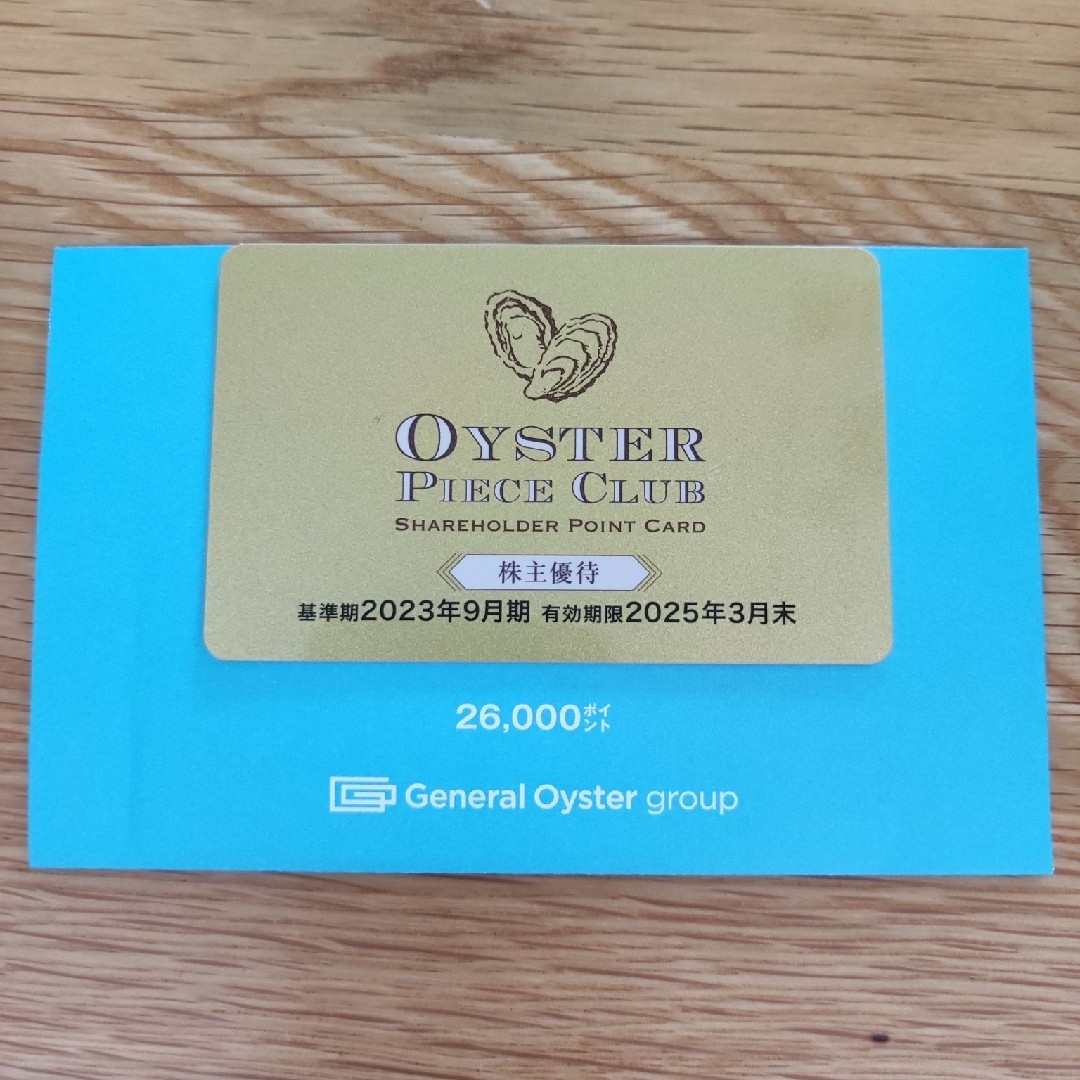 OYSTER
PIECE CLUB
SHAREHOLDER POINT CARD
株主優待
基準期2023年9月期 有効期限2025年3月末
26,000ポイント
General Oyster group